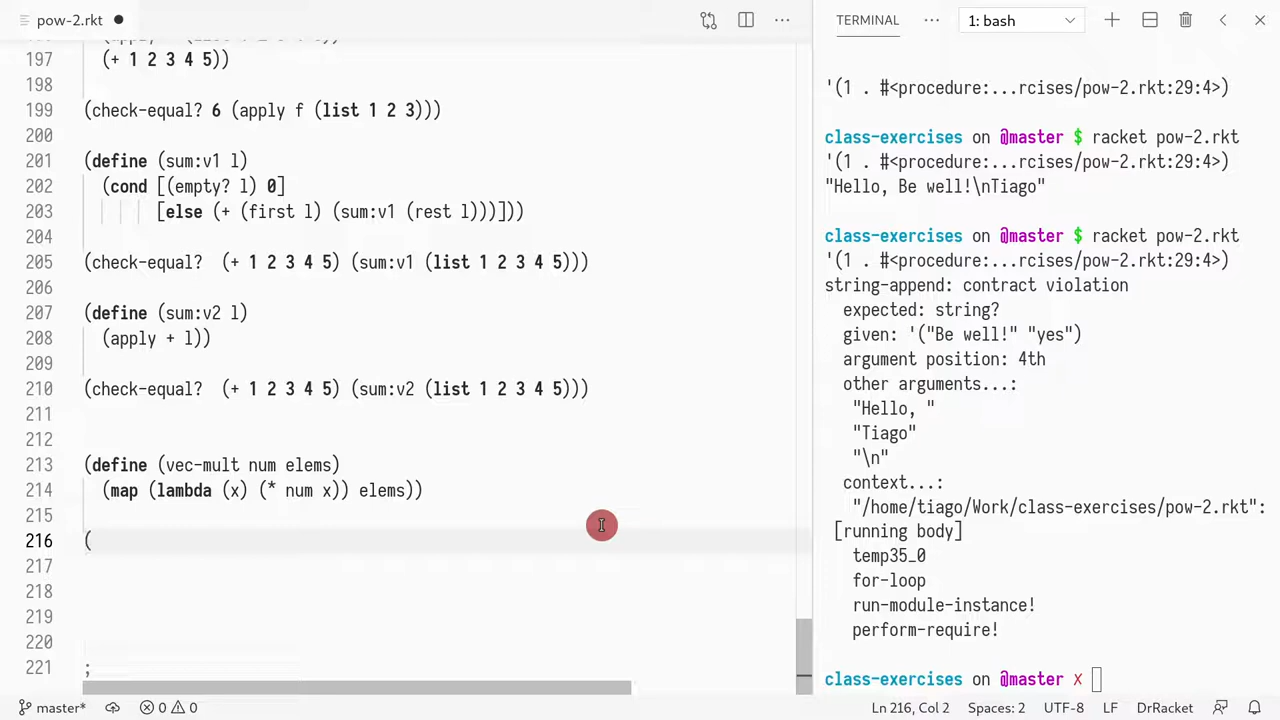 pow-2.rkt
197 (+ 1 2 3 4 5))
198
199 (check-equal? 6 (apply f (list 1 2 3)))
200
201 (define (sum:v1 l)
202 (cond [(empty? l) 0]
203 [else (+ (first l) (sum:v1 (rest l)))]))
204
205 (check-equal?  (+ 1 2 3 4 5) (sum:v1 (list 1 2 3 4 5)))
206
207 (define (sum:v2 l)
208 (apply + l))
209
210 (check-equal?  (+ 1 2 3 4 5) (sum:v2 (list 1 2 3 4 5)))
211
212
213 (define (vec-mult num elems)
214 (map (lambda (x) (* num x)) elems))
215
216 (
217
218
219
220
221 ;
master*
0 0
TERMINAL
1: bash
'(1 . #<procedure:...rcises/pow-2.rkt:29:4>)
class-exercises on @master $ racket pow-2.rkt
'(1 . #<procedure:...rcises/pow-2.rkt:29:4>)
"Hello, Be well!\nTiago"
class-exercises on @master $ racket pow-2.rkt
'(1 . #<procedure:...rcises/pow-2.rkt:29:4>)
string-append: contract violation
expected: string?
given: '("Be well!" "yes")
argument position: 4th
other arguments...:
"Hello, "
"Tiago"
"\n"
context...:
"/home/tiago/Work/class-exercises/pow-2.rkt":
[running body]
temp35_0
for-loop
run-module-instance!
perform-require!
class-exercises on @master X
Ln 216, Col 2
Spaces: 2
UTF-8
LF
DrRacket